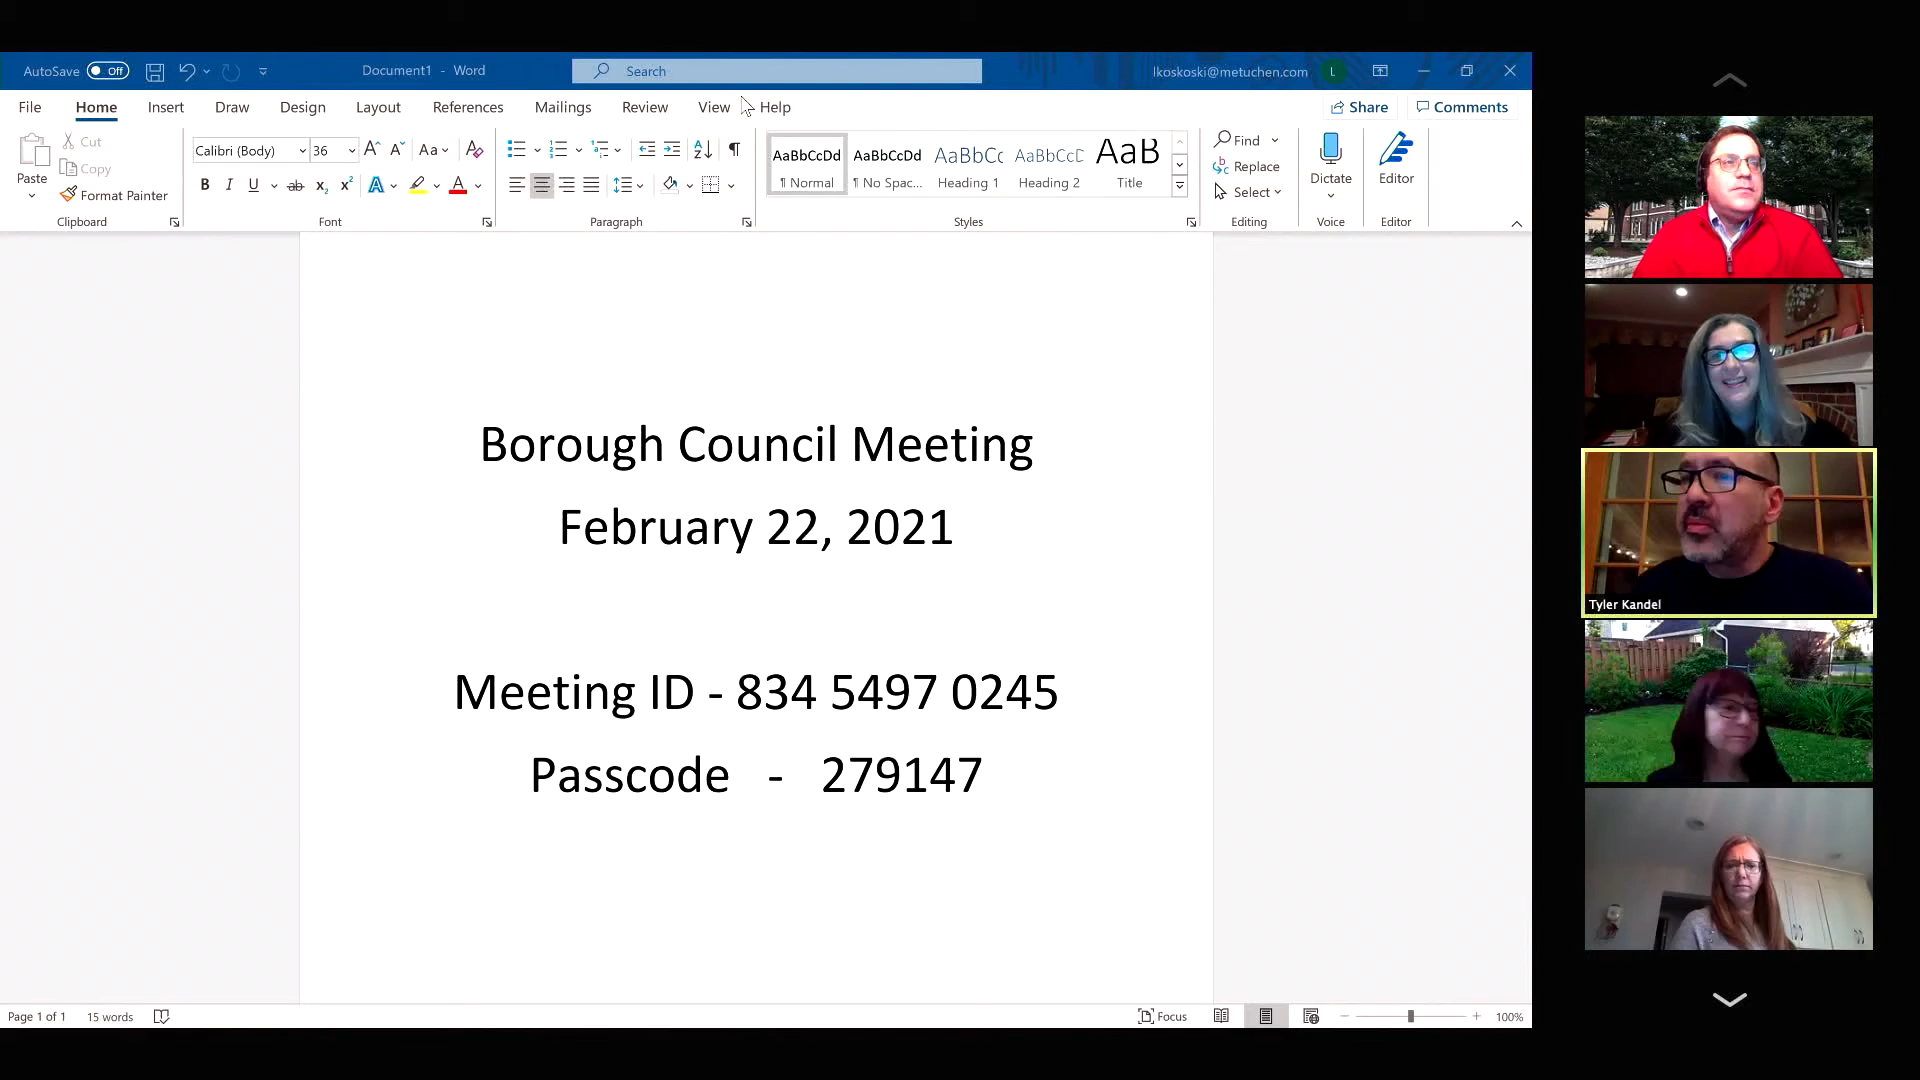 AutoSave Off Document1 - Word Search lkoskoski@metuchen.com L
File Home Insert Draw Design Layout References Mailings Review View Help Share Comments
Paste
Cut
Copy
Format Painter
Clipboard
Calibri (Body) 36 Aa
B I U ab x2 x2 A A
Font
Paragraph
AaBbCcDd AaBbCcDd AaBbCc AaBbCcD AaB
¶ Normal ¶ No Spac... Heading 1 Heading 2 Title
Styles
Find
Replace
Select
Editing
Dictate
Voice
Editor
Editor
Borough Council Meeting
February 22, 2021
Meeting ID - 834 5497 0245
Passcode - 279147
Tyler Kandel
Page 1 of 1 15 words Focus 100%